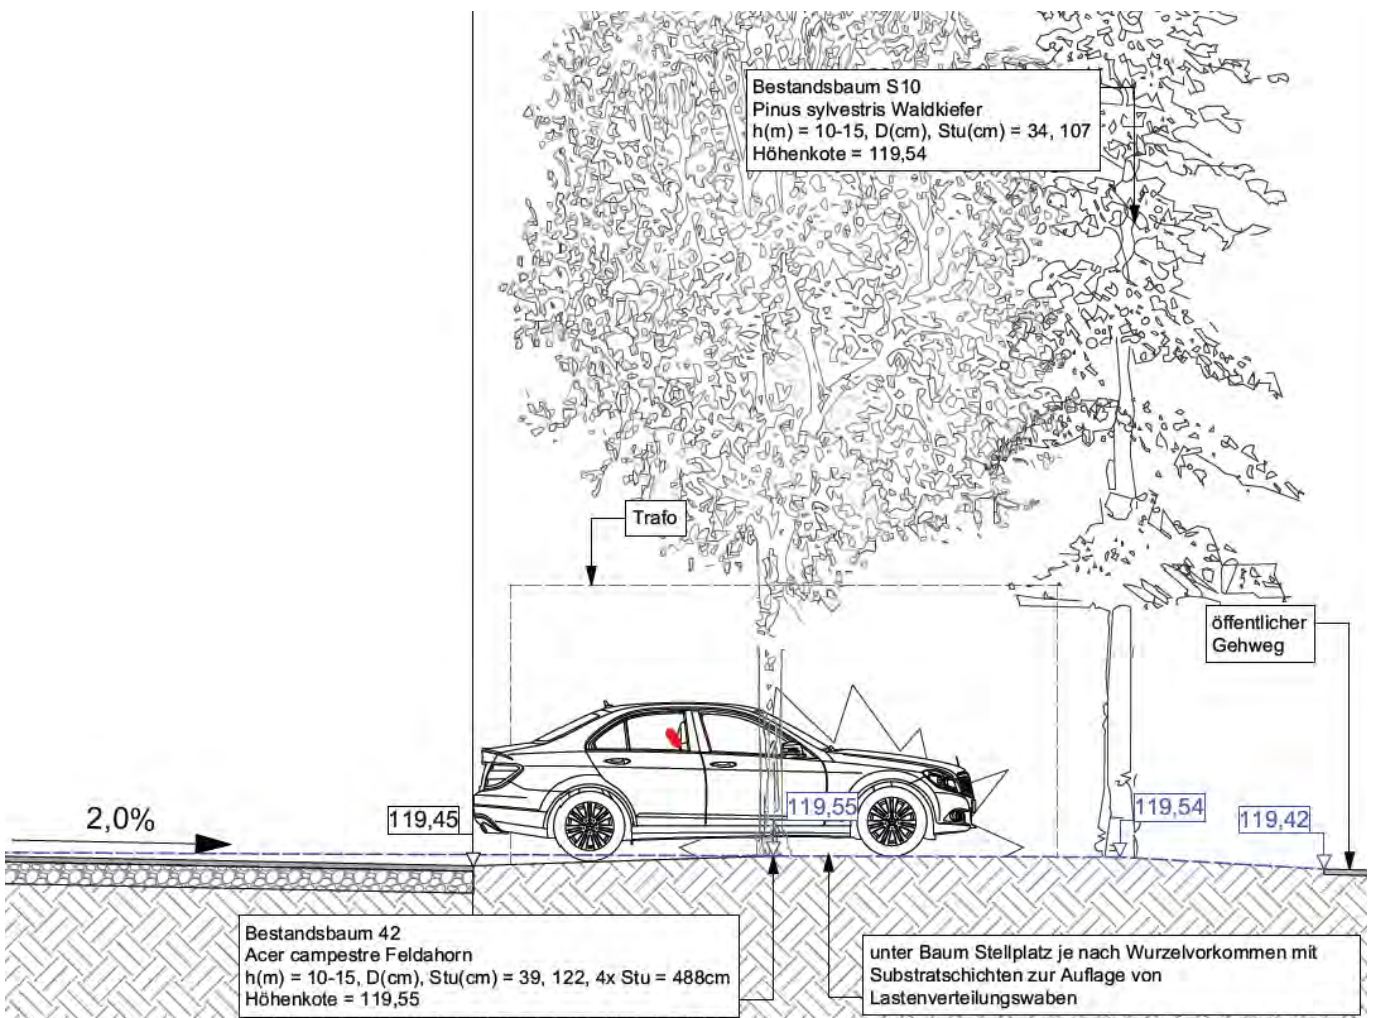 Bestandsbaum S10
Pinus sylvestris Waldkiefer
h(m) = 10-15, D(cm), Stu(cm) = 34, 107
Höhenkote = 119,54
Trafo
öffentlicher
Gehweg
2,0%
119,45
119,55
119,54
119,42
Bestandsbaum 42
Acer campestre Feldahorn
h(m) = 10-15, D(cm), Stu(cm) = 39, 122, 4x Stu = 488cm
Höhenkote = 119,55
unter Baum Stellplatz je nach Wurzelvorkommen mit
Substratschichten zur Auflage von
Lastenverteilungswaben